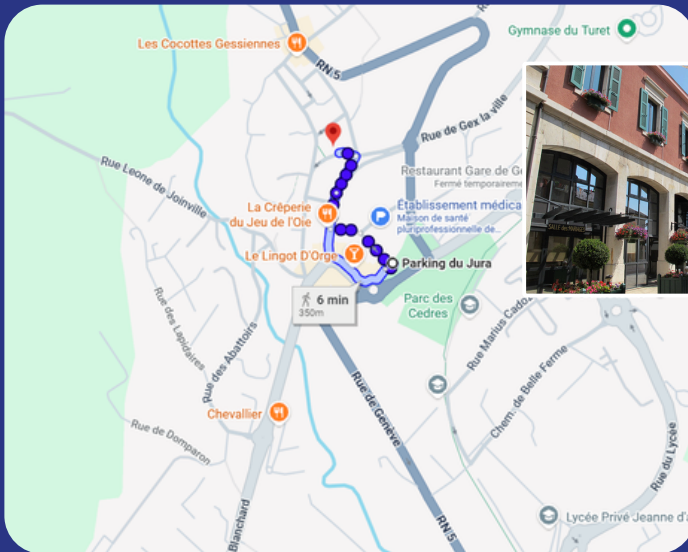 Gymnase du Turet
Les Cocottes Gessiennes
RN 5
Rue de Gex la ville
Restaurant Gare de Ge
Fermé temporairement
Rue Leone de Joinville
La Crêperie
du Jeu de l'Oie
Établissement médica
Maison de santé
pluriprofessionnelle de...
Le Lingot D'Orge
Parking du Jura
6 min
350m
Parc des
Cedres
Rue Marius Cadoz
Rue des Lapidaires
Rue des Abattoirs
Chem. de Belle Ferme
Rue de Genève
Chevallier
Rue de Domparon
Rue du Lycée
Blanchard
RN 5
Lycée Privé Jeanne d'a